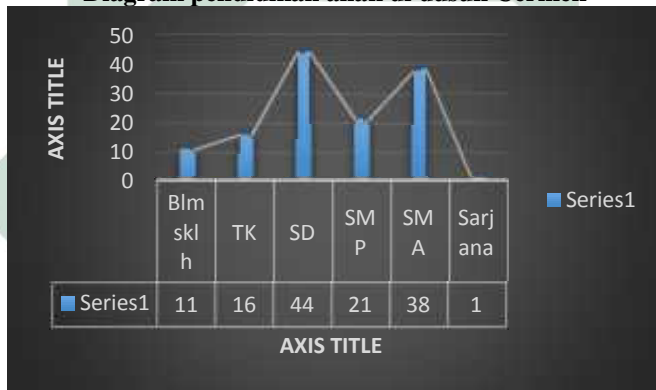 50
40
30
20
10
0
AXIS TITLE
Blm
skl
h
TK
SD
SM
P
SM
A
Sarj
ana
Series1 11 16 44 21 38 1
AXIS TITLE
Series1